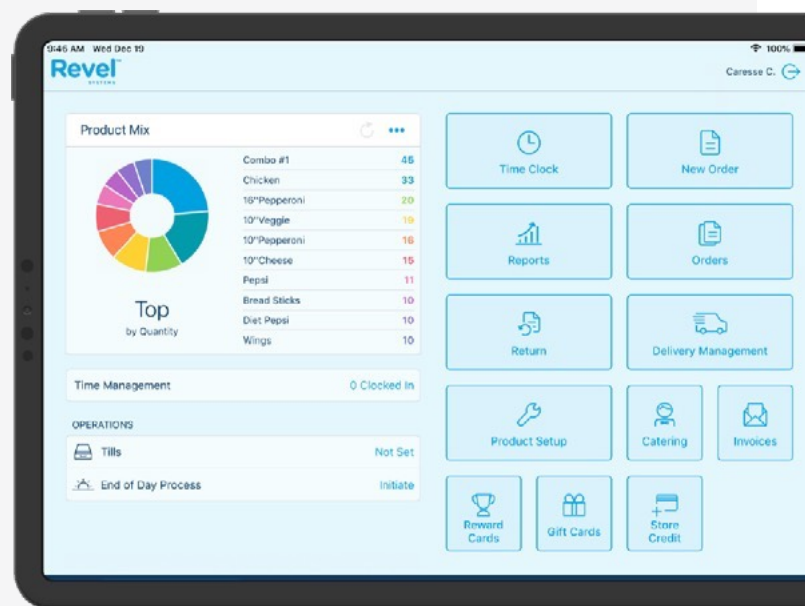 9:46 AM Wed Dec 19
100%
Revel
SYSTEMS
Caresse C.
Product Mix
Combo #1 45
Chicken 33
16"Pepperoni 20
10"Veggie 19
10"Pepperoni 16
10"Cheese 15
Pepsi 11
Bread Sticks 10
Diet Pepsi 10
Wings 10
Top
by Quantity
Time Management 0 Clocked In
OPERATIONS
Tills Not Set
End of Day Process Initiate
Time Clock
New Order
Reports
Orders
Return
Delivery Management
Product Setup
Catering
Invoices
Reward
Cards
Gift Cards
Store
Credit